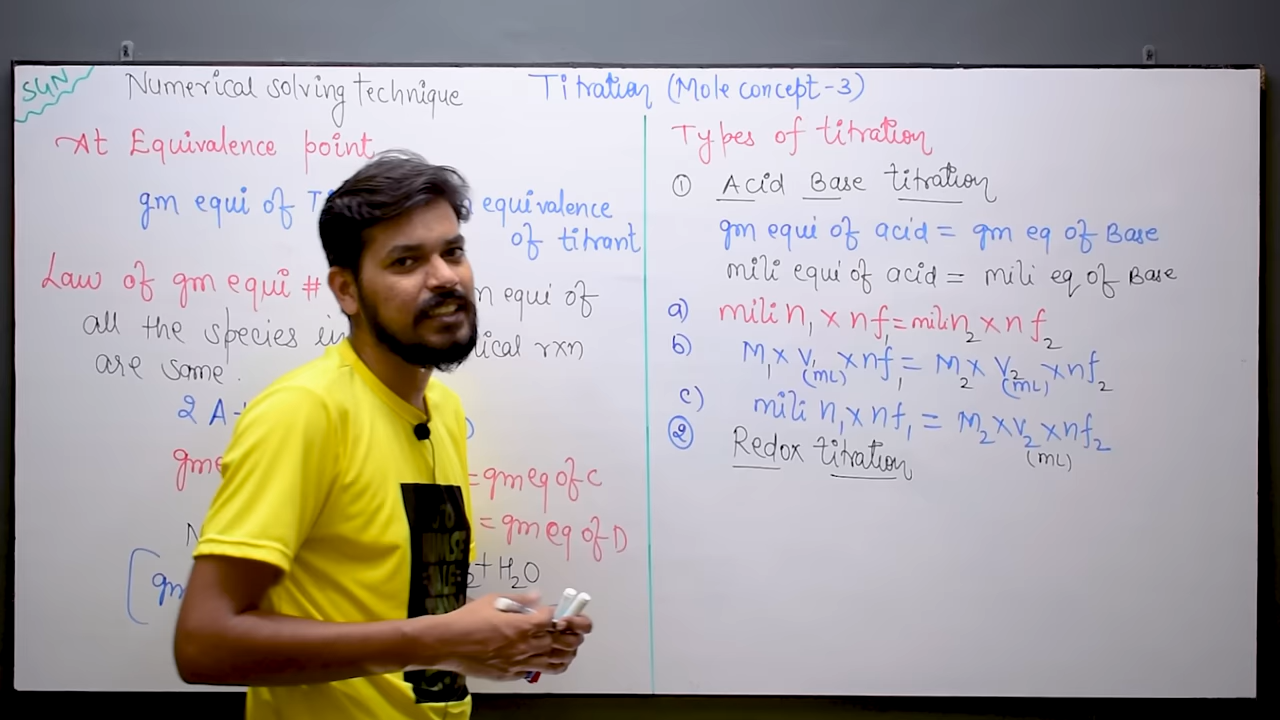 SUN
Numerical solving technique
Titration (Mole concept-3)
At Equivalence point
gm equi of
equivalence
of titrant
Law of gm equi #
equi of
all the species
rxn
are same.
2 A
= gm eq of C
= gm eq of D
+ H₂O
Types of titration
① Acid Base titration
gm equi of acid = gm eq of Base
mili equi of acid = mili eq of Base
a) mili n₁ × nf₁ = mili n₂ × nf₂
b) M₁ × V₁ (mL) × nf₁ = M₂ × V₂ (mL) × nf₂
c) mili n₁ × nf₁ = M₂ × V₂ × nf₂
(mL)
② Redox titration